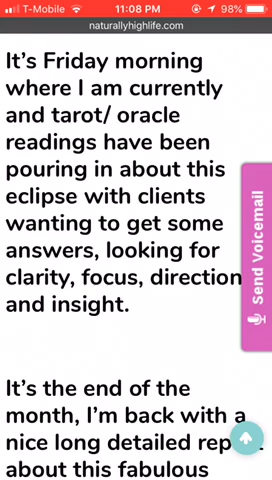 T-Mobile 11:08 PM 98%
naturallyhighlife.com
It's Friday morning
where I am currently
and tarot/ oracle
readings have been
pouring in about this
eclipse with clients
wanting to get some
answers, looking for
clarity, focus, direction
and insight.
Send Voicemail
It's the end of the
month, I'm back with a
nice long detailed
about this fabulous